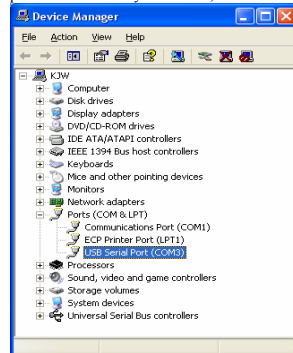 Device Manager
File Action View Help
KJW
Computer
Disk drives
Display adapters
DVD/CD-ROM drives
IDE ATA/ATAPI controllers
IEEE 1394 Bus host controllers
Keyboards
Mice and other pointing devices
Monitors
Network adapters
Ports (COM & LPT)
Communications Port (COM1)
ECP Printer Port (LPT1)
USB Serial Port (COM3)
Processors
Sound, video and game controllers
Storage volumes
System devices
Universal Serial Bus controllers